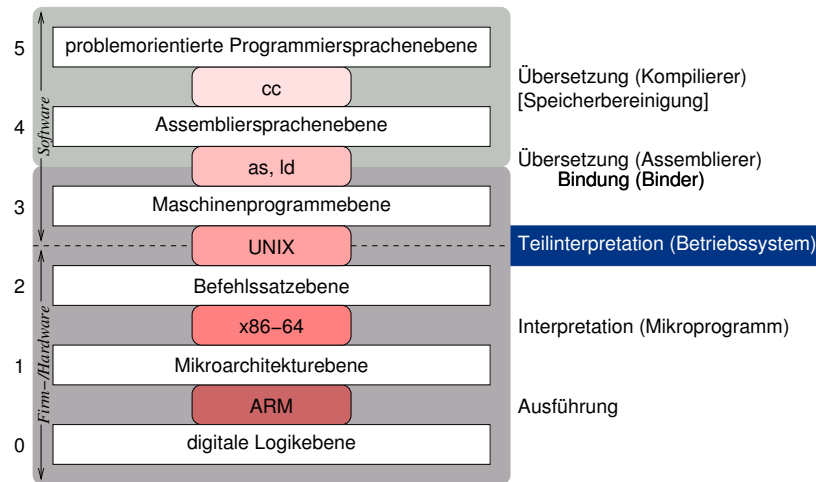 5
problemorientierte Programmiersprachenebene
cc
Übersetzung (Kompilierer)
[Speicherbereinigung]
4
Assembliersprachenebene
Software
as, ld
Übersetzung (Assemblierer)
Bindung (Binder)
3
Maschinenprogrammebene
UNIX
Teilinterpretation (Betriebssystem)
2
Befehlssatzebene
x86−64
Interpretation (Mikroprogramm)
1
Mikroarchitekturebene
Firm−/Hardware
ARM
Ausführung
0
digitale Logikebene